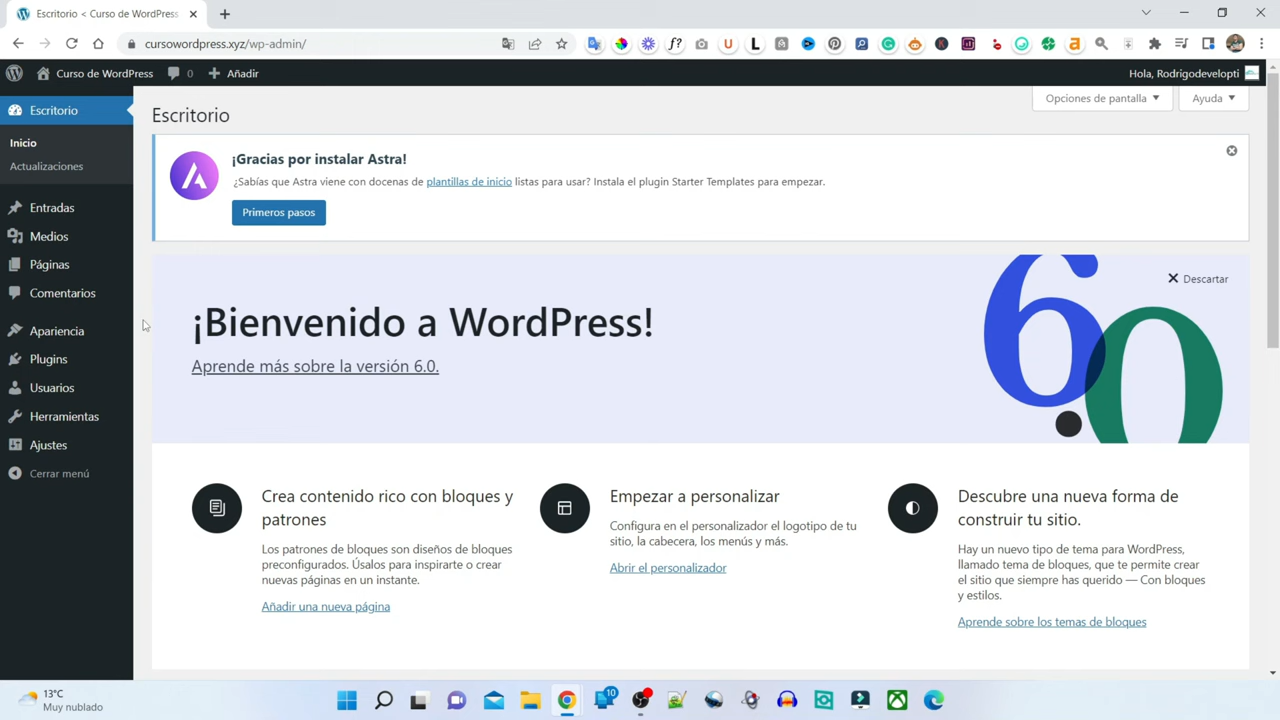 Escritorio < Curso de WordPress
cursowordpress.xyz/wp-admin/
Curso de WordPress
0
Añadir
Hola, Rodrigodevelopti
Escritorio
Inicio
Actualizaciones
Entradas
Medios
Páginas
Comentarios
Apariencia
Plugins
Usuarios
Herramientas
Ajustes
Cerrar menú
Opciones de pantalla
Ayuda
Escritorio
¡Gracias por instalar Astra!
¿Sabías que Astra viene con docenas de plantillas de inicio listas para usar? Instala el plugin Starter Templates para empezar.
Primeros pasos
Descartar
¡Bienvenido a WordPress!
Aprende más sobre la versión 6.0.
6.0
Crea contenido rico con bloques y
patrones
Los patrones de bloques son diseños de bloques
preconfigurados. Úsalos para inspirarte o crear
nuevas páginas en un instante.
Añadir una nueva página
Empezar a personalizar
Configura en el personalizador el logotipo de tu
sitio, la cabecera, los menús y más.
Abrir el personalizador
Descubre una nueva forma de
construir tu sitio.
Hay un nuevo tipo de tema para WordPress,
llamado tema de bloques, que te permite crear
el sitio que siempre has querido — Con bloques
y estilos.
Aprende sobre los temas de bloques
13°C
Muy nublado
10